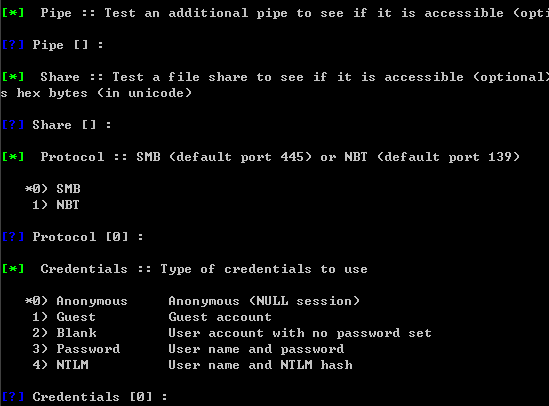 [*] Pipe :: Test an additional pipe to see if it is accessible (opti
[?] Pipe [] :
[*] Share :: Test a file share to see if it is accessible (optional)
s hex bytes (in unicode)
[?] Share [] :
[*] Protocol :: SMB (default port 445) or NBT (default port 139)
*0) SMB
1) NBT
[?] Protocol [0] :
[*] Credentials :: Type of credentials to use
*0) Anonymous Anonymous (NULL session)
1) Guest Guest account
2) Blank User account with no password set
3) Password User name and password
4) NTLM User name and NTLM hash
[?] Credentials [0] :